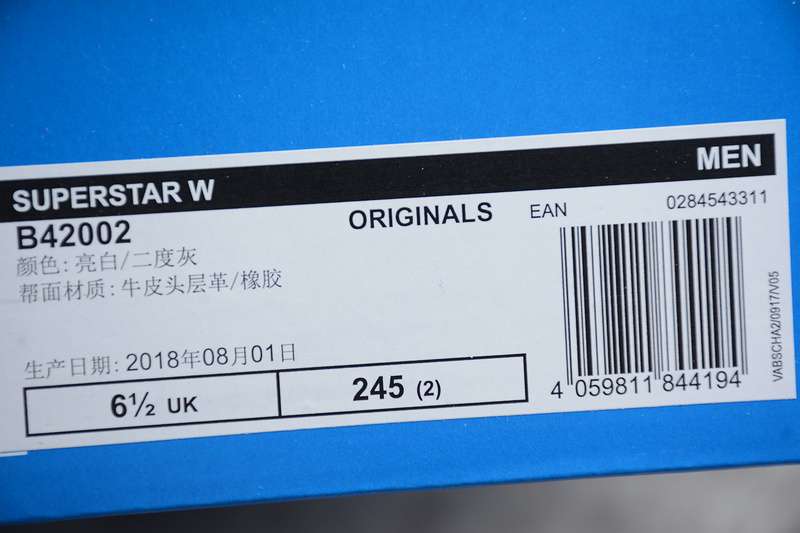 SUPERSTAR W
MEN
B42002
ORIGINALS
EAN
0284543311
颜色: 亮白/二度灰
帮面材质: 牛皮头层革/橡胶
生产日期: 2018年08月01日
6½ UK
245 (2)
4 059811 844194
VABSCHA2/0917/V05